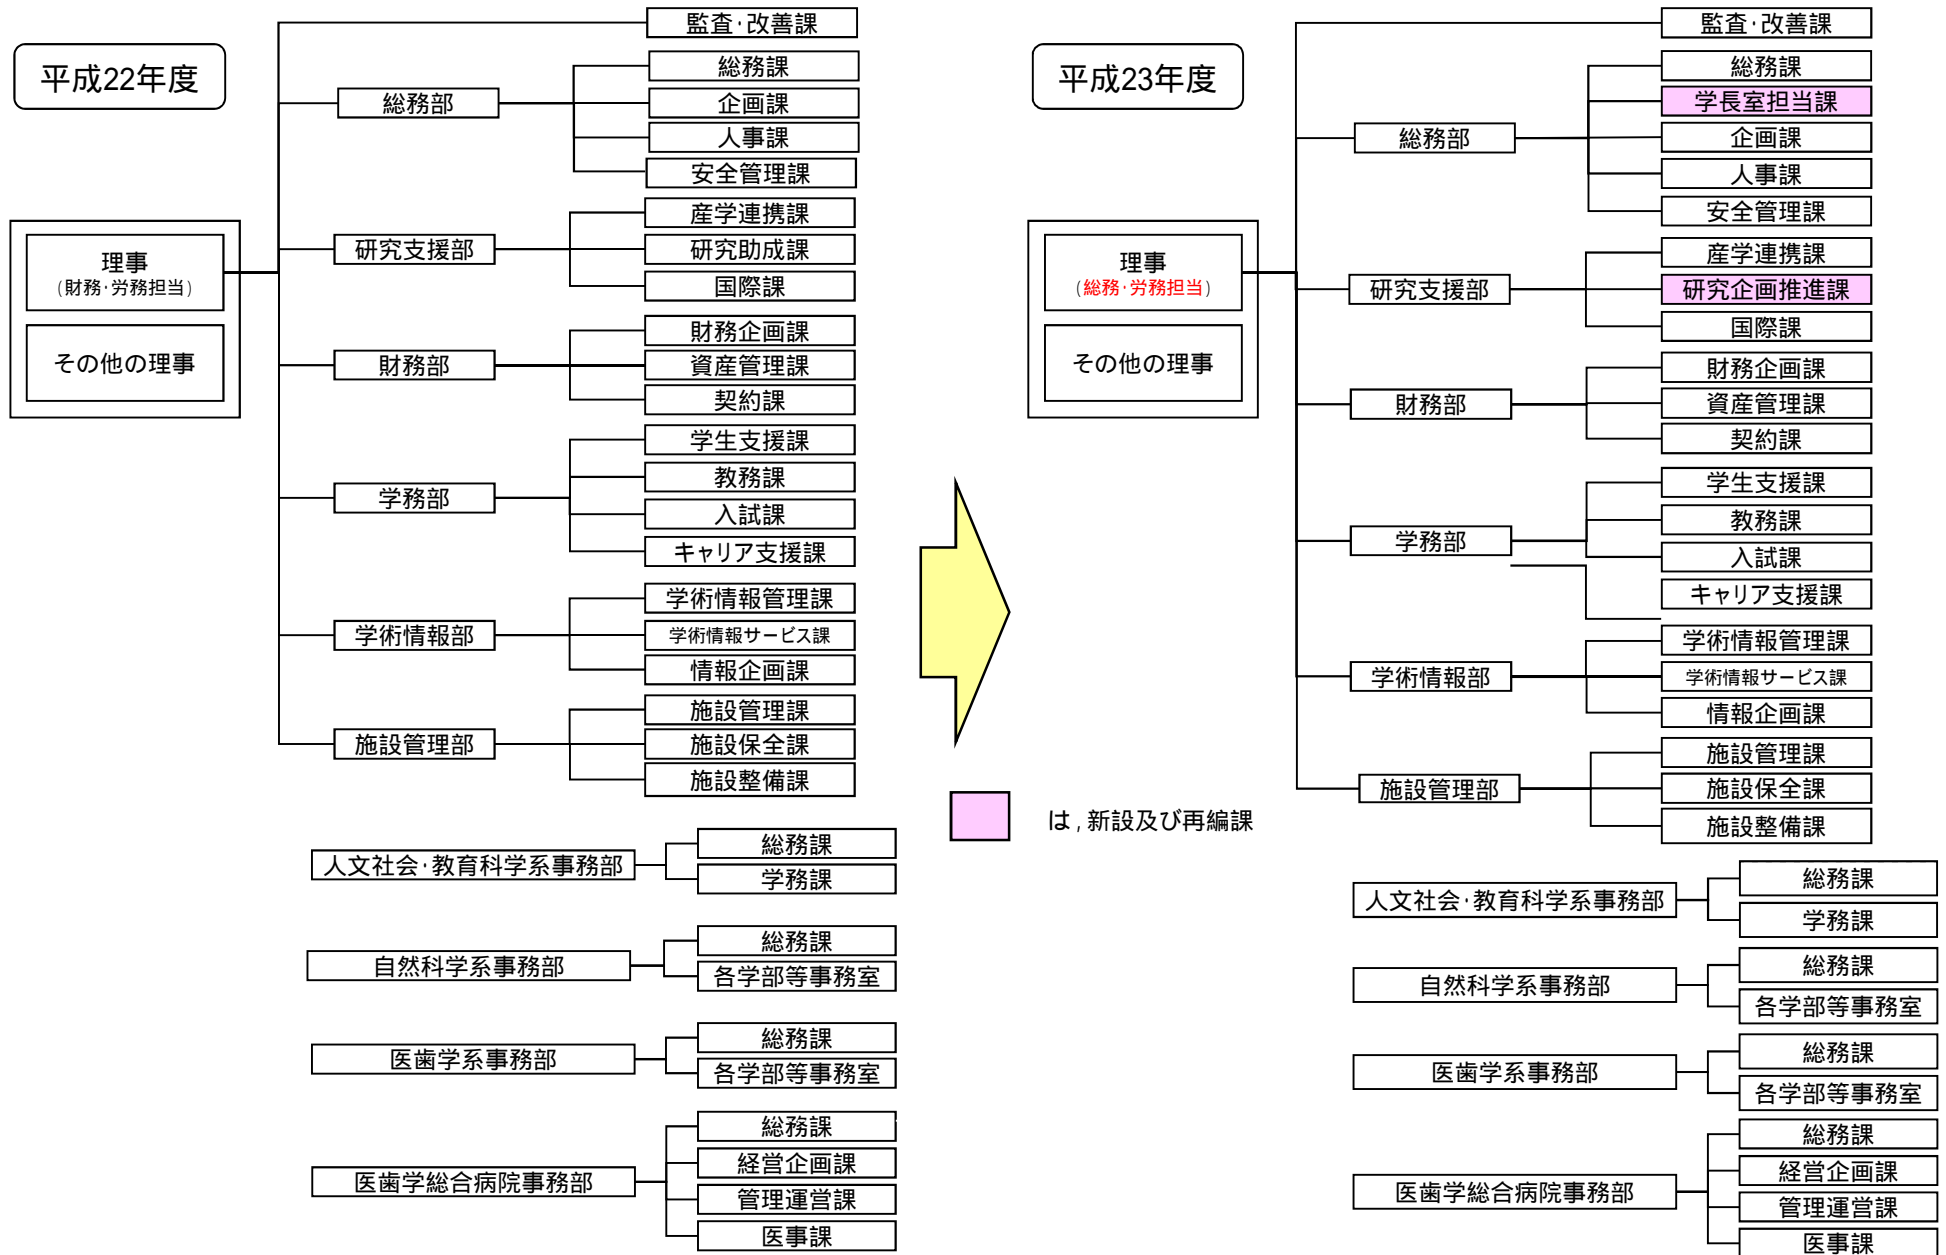 平成22年度
監査･改善課
総務部
総務課
企画課
人事課
安全管理課
理事
(財務･労務担当)
その他の理事
研究支援部
産学連携課
研究助成課
国際課
財務部
財務企画課
資産管理課
契約課
学務部
学生支援課
教務課
入試課
キャリア支援課
学術情報部
学術情報管理課
学術情報サービス課
情報企画課
施設管理部
施設管理課
施設保全課
施設整備課
人文社会･教育科学系事務部
総務課
学務課
自然科学系事務部
総務課
各学部等事務室
医歯学系事務部
総務課
各学部等事務室
医歯学総合病院事務部
総務課
経営企画課
管理運営課
医事課
は,新設及び再編課
平成23年度
監査･改善課
総務部
総務課
学長室担当課
企画課
人事課
安全管理課
理事
(総務･労務担当)
その他の理事
研究支援部
産学連携課
研究企画推進課
国際課
財務部
財務企画課
資産管理課
契約課
学務部
学生支援課
教務課
入試課
キャリア支援課
学術情報部
学術情報管理課
学術情報サービス課
情報企画課
施設管理部
施設管理課
施設保全課
施設整備課
人文社会･教育科学系事務部
総務課
学務課
自然科学系事務部
総務課
各学部等事務室
医歯学系事務部
総務課
各学部等事務室
医歯学総合病院事務部
総務課
経営企画課
管理運営課
医事課